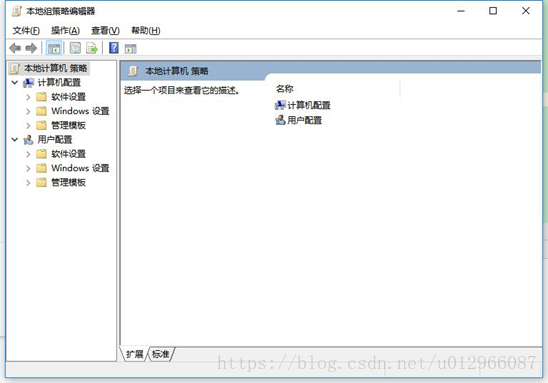 本地组策略编辑器
文件(F) 操作(A) 查看(V) 帮助(H)
本地计算机 策略
计算机配置
软件设置
Windows 设置
管理模板
用户配置
软件设置
Windows 设置
管理模板
本地计算机 策略
选择一个项目来查看它的描述。
名称
计算机配置
用户配置
扩展 标准
https://blog.csdn.net/u012966087